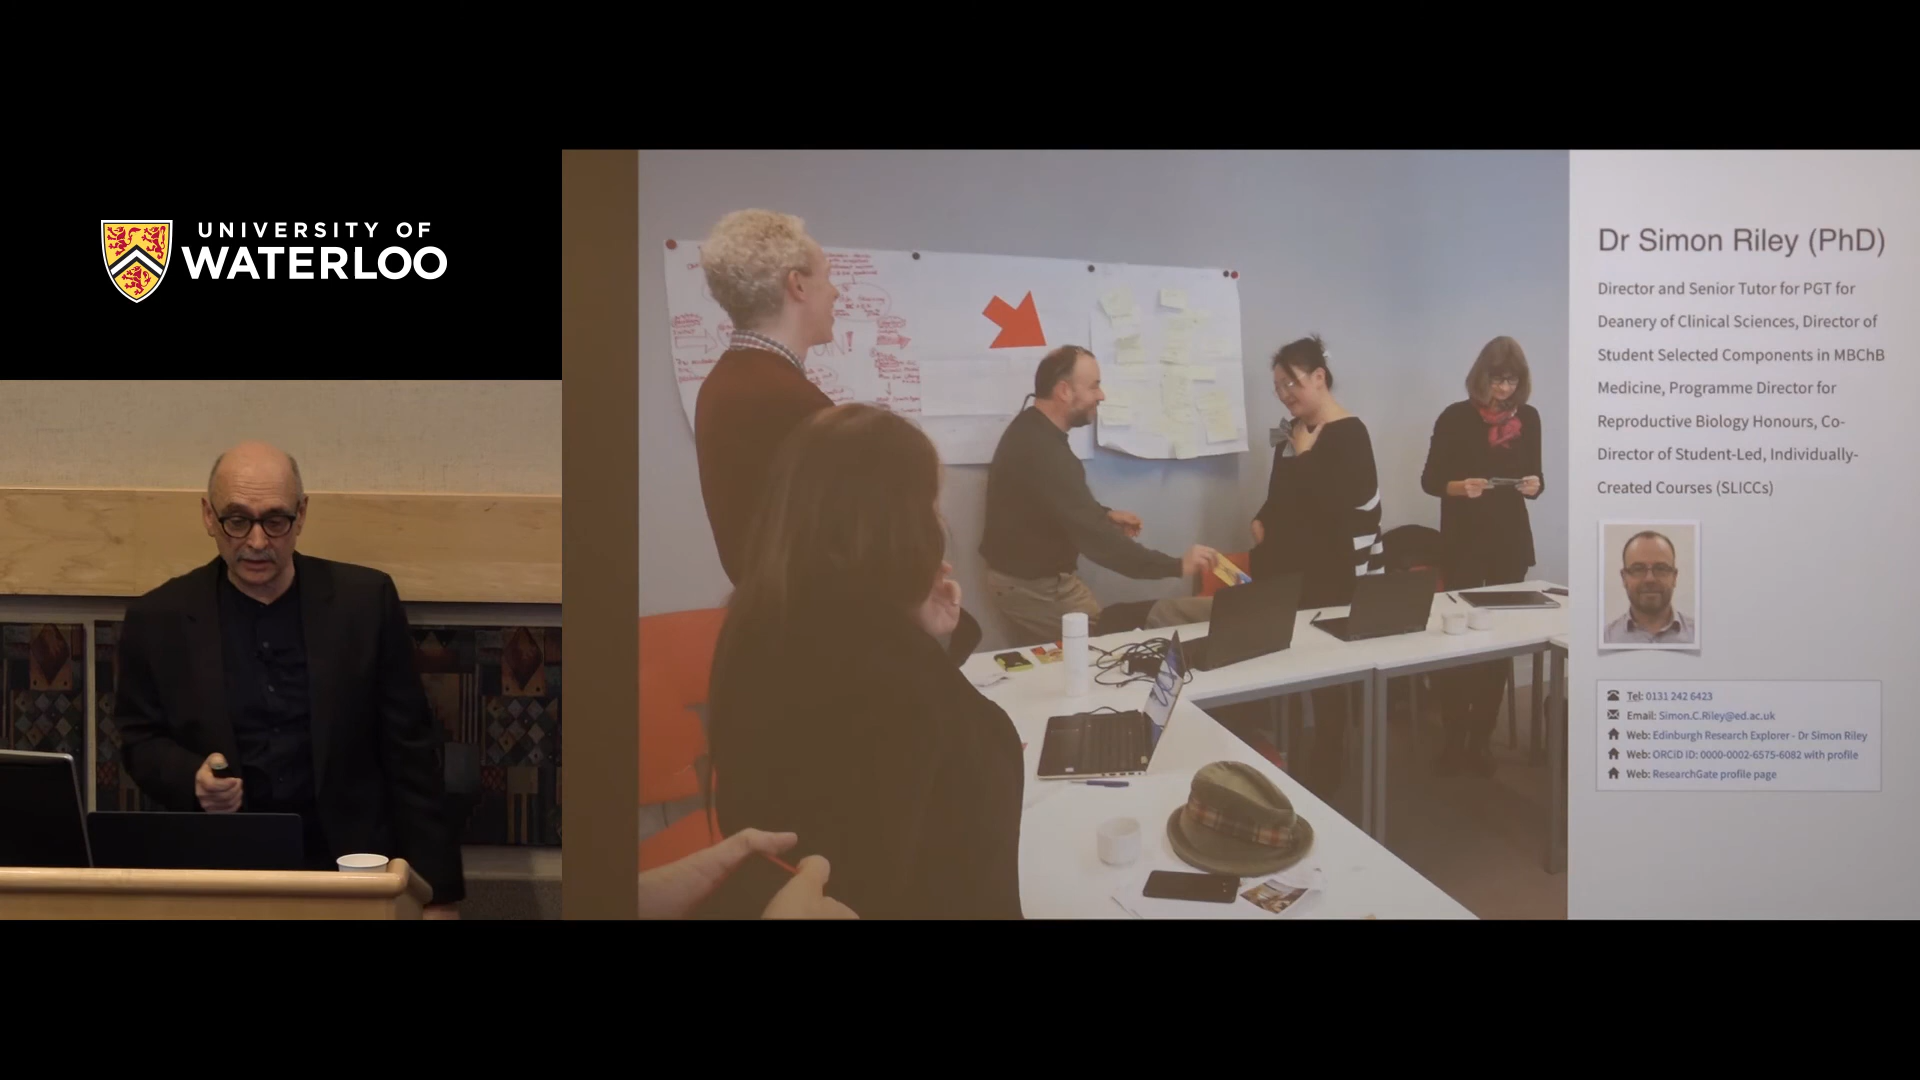 UNIVERSITY OF
WATERLOO
Dr Simon Riley (PhD)
Director and Senior Tutor for PGT for
Deanery of Clinical Sciences, Director of
Student Selected Components in MBChB
Medicine, Programme Director for
Reproductive Biology Honours, Co-
Director of Student-Led, Individually-
Created Courses (SLICCs)
Tel: 0131 242 6423
Email: Simon.C.Riley@ed.ac.uk
Web: Edinburgh Research Explorer - Dr Simon Riley
Web: ORCiD ID: 0000-0002-6575-6082 with profile
Web: ResearchGate profile page